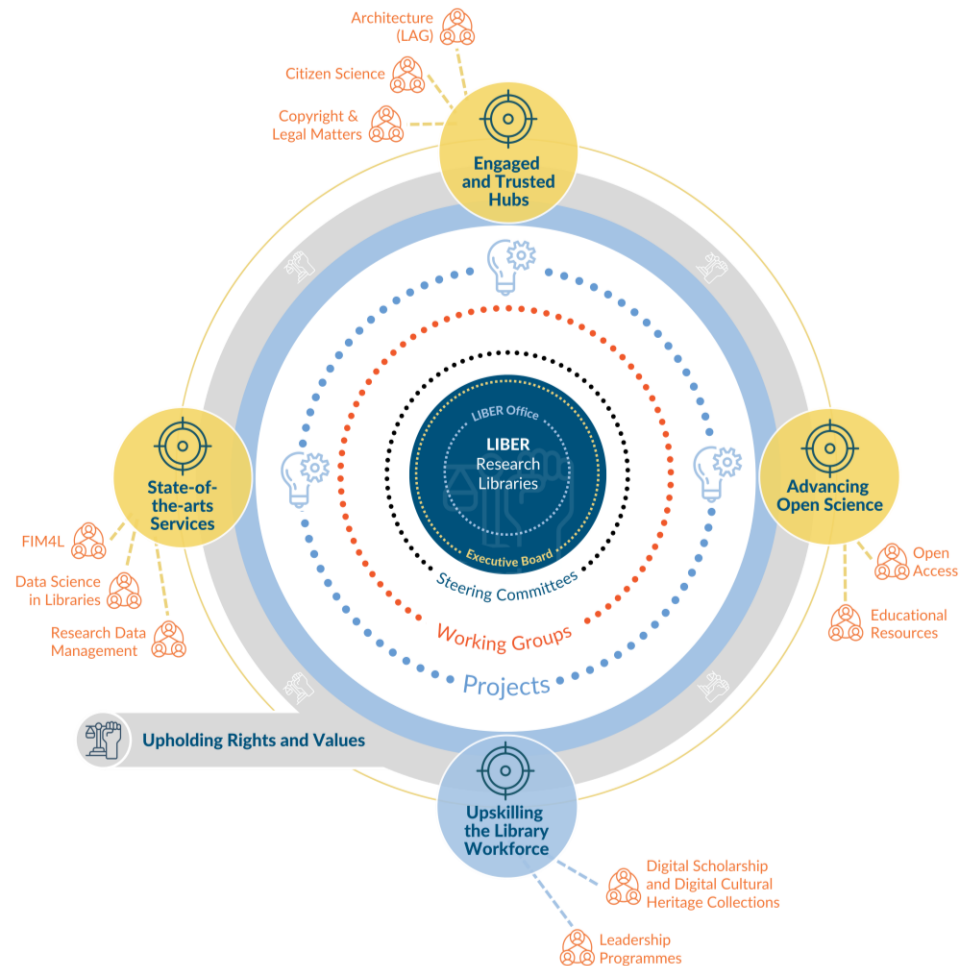 Architecture
(LAG)
Citizen Science
Copyright &
Legal Matters
Engaged
and Trusted
Hubs
LIBER Office
LIBER
Research
Libraries
Executive Board
Steering Committees
Working Groups
Projects
State-of-
the-arts
Services
FIM4L
Data Science
in Libraries
Research Data
Management
Advancing
Open Science
Open
Access
Educational
Resources
Upholding Rights and Values
Upskilling
the Library
Workforce
Digital Scholarship
and Digital Cultural
Heritage Collections
Leadership
Programmes